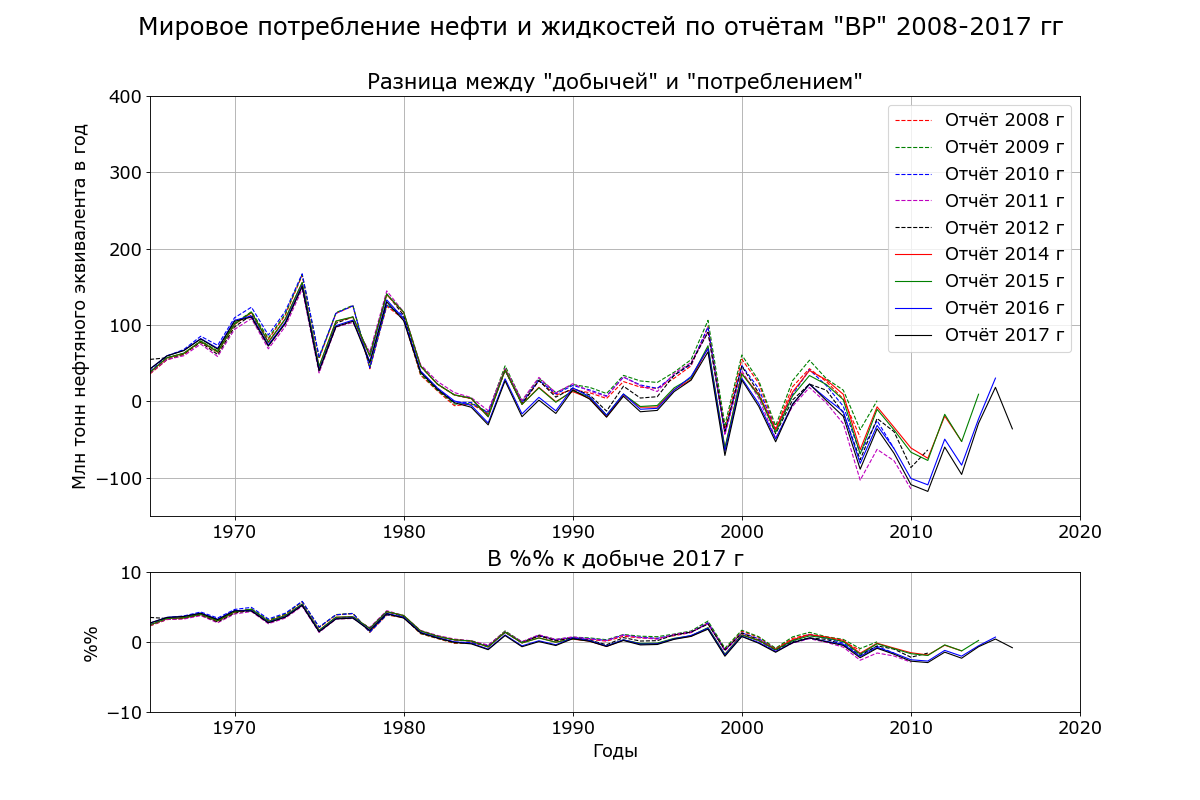 Мировое потребление нефти и жидкостей по отчётам "BP" 2008-2017 гг
Разница между "добычей" и "потреблением"
Млн тонн нефтяного эквивалента в год
400
300
200
100
0
−100
Отчёт 2008 г
Отчёт 2009 г
Отчёт 2010 г
Отчёт 2011 г
Отчёт 2012 г
Отчёт 2014 г
Отчёт 2015 г
Отчёт 2016 г
Отчёт 2017 г
1970 1980 1990 2000 2010 2020
В %% к добыче 2017 г
%%
10
0
−10
1970 1980 1990 2000 2010 2020
Годы